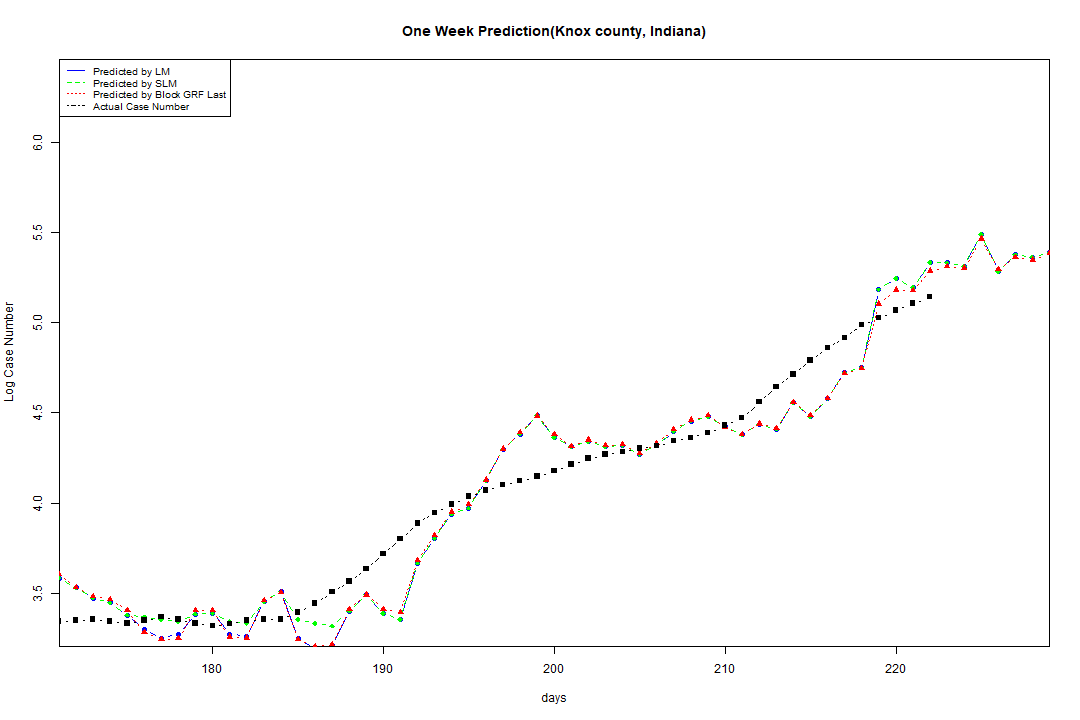 One Week Prediction(Knox county, Indiana)
Predicted by LM
Predicted by SLM
Predicted by Block GRF Last
Actual Case Number
Log Case Number
6.0
5.5
5.0
4.5
4.0
3.5
180 190 200 210 220
days